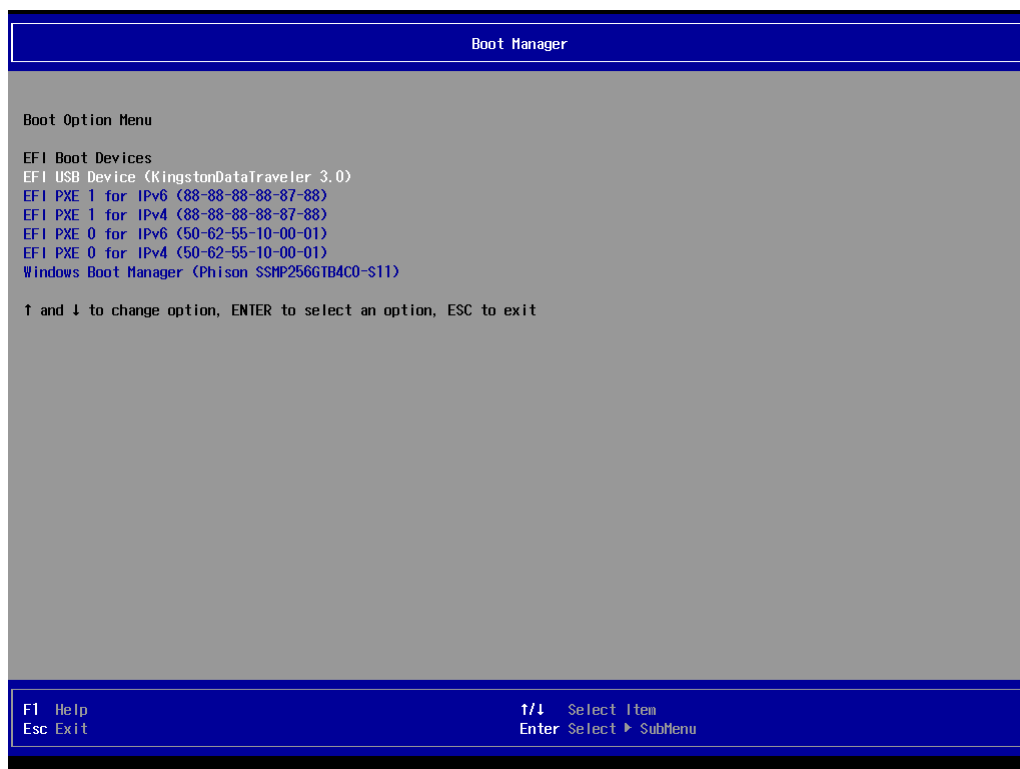 Boot Manager
Boot Option Menu
EFI Boot Devices
EFI USB Device (KingstonDataTraveler 3.0)
EFI PXE 1 for IPv6 (88-88-88-88-87-88)
EFI PXE 1 for IPv4 (88-88-88-88-87-88)
EFI PXE 0 for IPv6 (50-62-55-10-00-01)
EFI PXE 0 for IPv4 (50-62-55-10-00-01)
Windows Boot Manager (Phison SSMP256GTB4C0-S11)
↑ and ↓ to change option, ENTER to select an option, ESC to exit
F1 Help ↑/↓ Select Item
Esc Exit Enter Select ▶ SubMenu